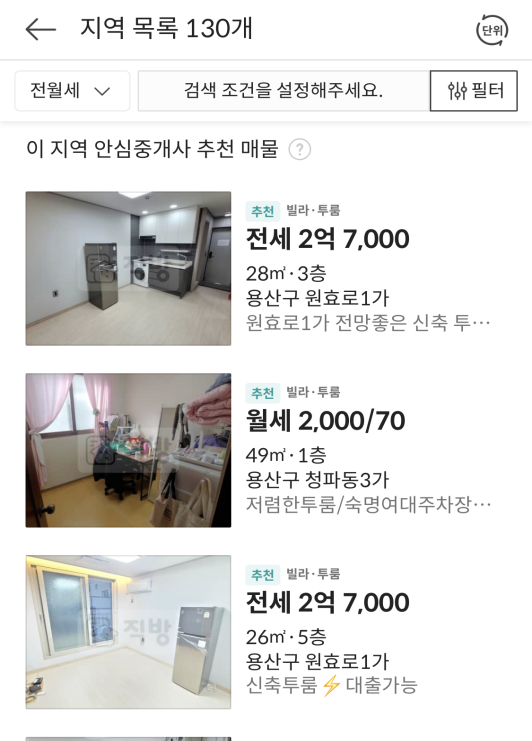 지역 목록 130개
단위
전월세
검색 조건을 설정해주세요.
필터
이 지역 안심중개사 추천 매물 ?
직방
추천 빌라·투룸
전세 2억 7,000
28㎡·3층
용산구 원효로1가
원효로1가 전망좋은 신축 투···
직방
추천 빌라·투룸
월세 2,000/70
49㎡·1층
용산구 청파동3가
저렴한투룸/숙명여대주차장···
직방
추천 빌라·투룸
전세 2억 7,000
26㎡·5층
용산구 원효로1가
신축투룸⚡대출가능